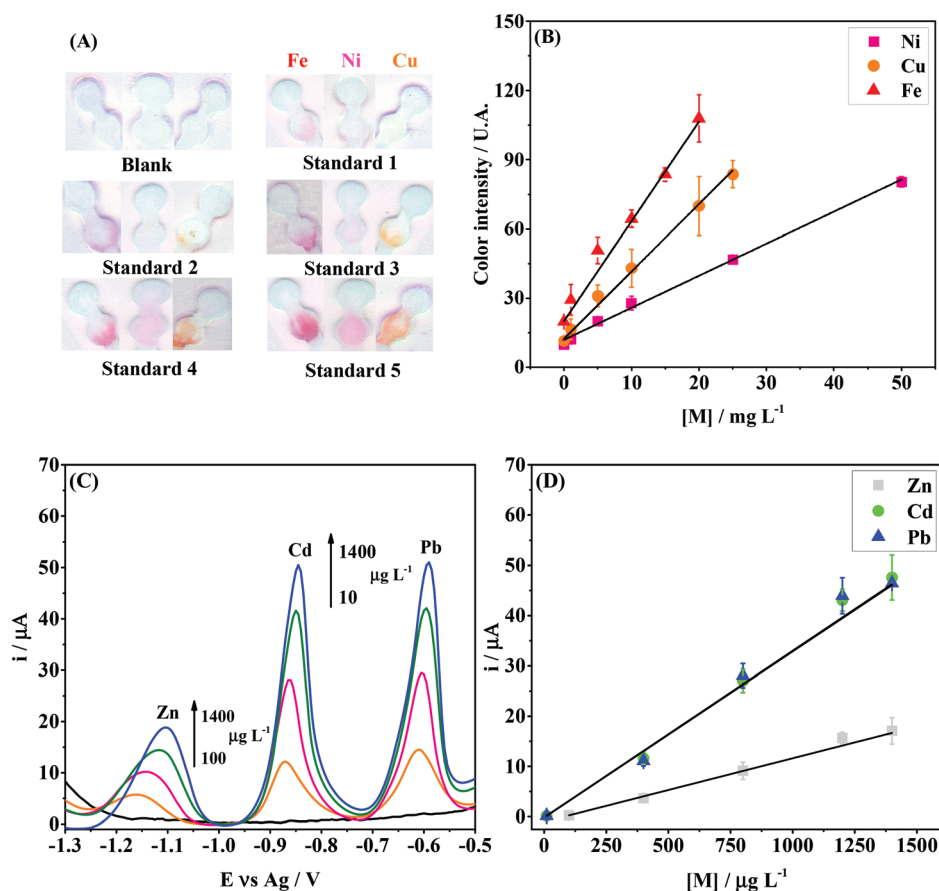 (A)
Fe Ni Cu
Blank
Standard 1
Standard 2
Standard 3
Standard 4
Standard 5
(B)
Ni
Cu
Fe
Color intensity / U.A.
150
120
90
60
30
0
0 10 20 30 40 50
[M] / mg L⁻¹
(C)
i / µA
70
60
50
40
30
20
10
0
Zn
1400
µg L⁻¹
100
Cd
1400
µg L⁻¹
10
Pb
-1.3 -1.2 -1.1 -1.0 -0.9 -0.8 -0.7 -0.6 -0.5
E vs Ag / V
(D)
Zn
Cd
Pb
i / µA
70
60
50
40
30
20
10
0
0 250 500 750 1000 1250 1500
[M] / µg L⁻¹